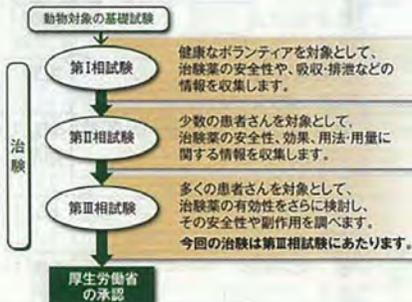 動物対象の基礎試験
治験
第Ⅰ相試験
健康なボランティアを対象として、
治験薬の安全性や、吸収・排泄などの
情報を収集します。
第Ⅱ相試験
少数の患者さんを対象として、
治験薬の安全性、効果、用法・用量に
関する情報を収集します。
第Ⅲ相試験
多くの患者さんを対象として、
治験薬の有効性をさらに検討し、
その安全性や副作用を調べます。
今回の治験は第Ⅲ相試験にあたります。
厚生労働省
の承認